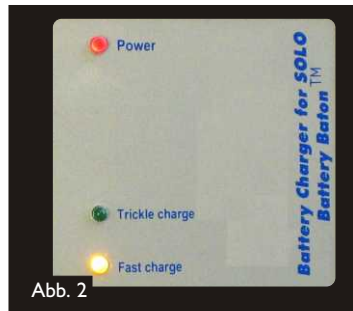 Power
Trickle charge
Fast charge
Battery Charger for SOLO
Battery Baton™
Abb. 2